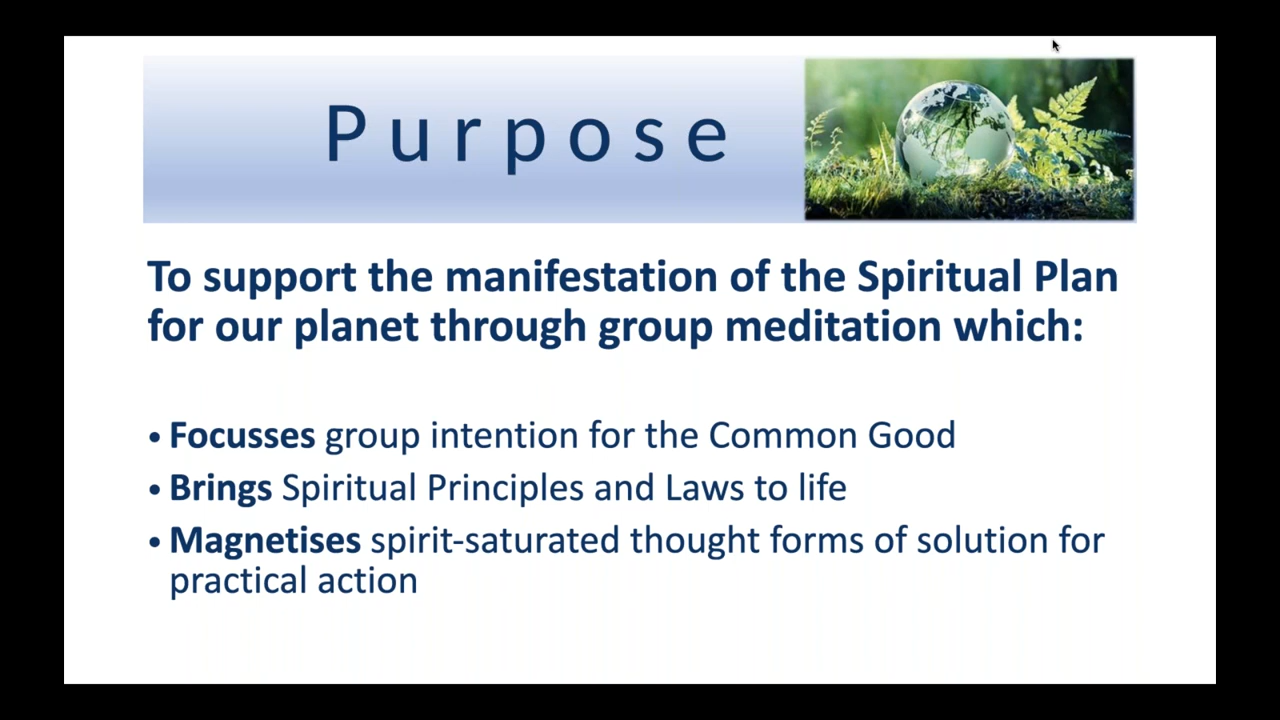 Purpose
To support the manifestation of the Spiritual Plan
for our planet through group meditation which:
• Focusses group intention for the Common Good
• Brings Spiritual Principles and Laws to life
• Magnetises spirit-saturated thought forms of solution for
practical action